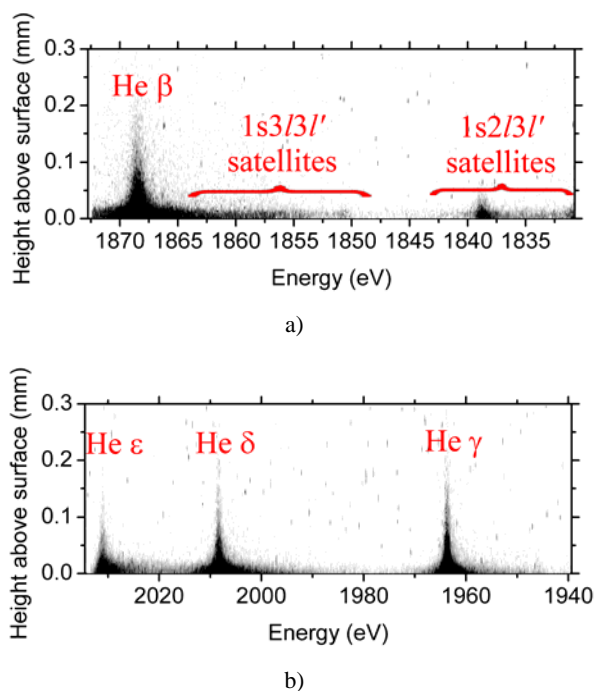 0.3
0.2
0.1
0.0
Height above surface (mm)
He β
1s3l3l′
satellites
1s2l3l′
satellites
1870 1865 1860 1855 1850 1845 1840 1835
Energy (eV)
a)
0.3
0.2
0.1
0.0
Height above surface (mm)
He ε He δ He γ
2020 2000 1980 1960 1940
Energy (eV)
b)